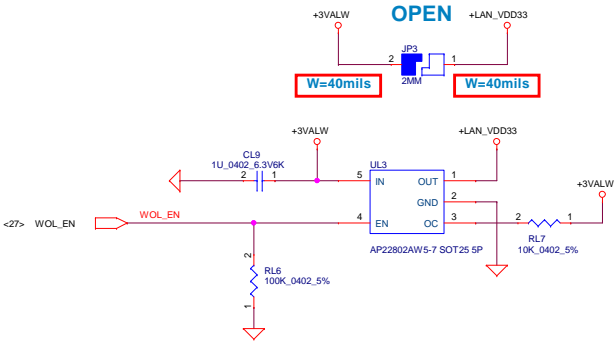 OPEN
+3VALW
+LAN_VDD33
JP3
2
1
2MM
W=40mils
W=40mils
+3VALW
+LAN_VDD33
CL9
1U_0402_6.3V6K
2
1
UL3
5
IN
OUT
1
GND
2
+3VALW
<27>
WOL_EN
WOL_EN
4
EN
OC
3
2
1
RL7
10K_0402_5%
AP22802AW5-7 SOT25 5P
2
RL6
100K_0402_5%
1